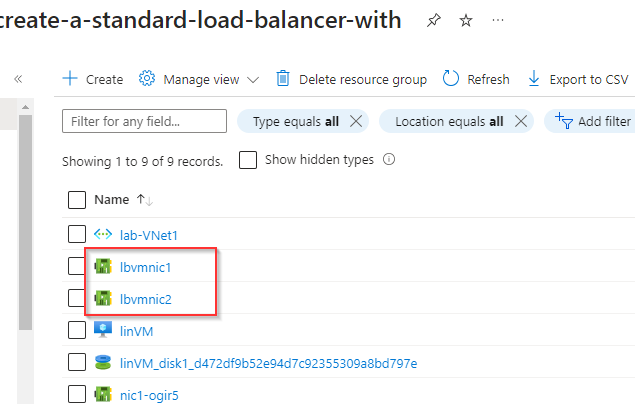 create-a-standard-load-balancer-with
Create Manage view Delete resource group Refresh Export to CSV
Filter for any field... Type equals all Location equals all Add filter
Showing 1 to 9 of 9 records. Show hidden types
Name
lab-VNet1
lbvmnic1
lbvmnic2
linVM
linVM_disk1_d472df9b52e94d7c92355309a8bd797e
nic1-ogir5